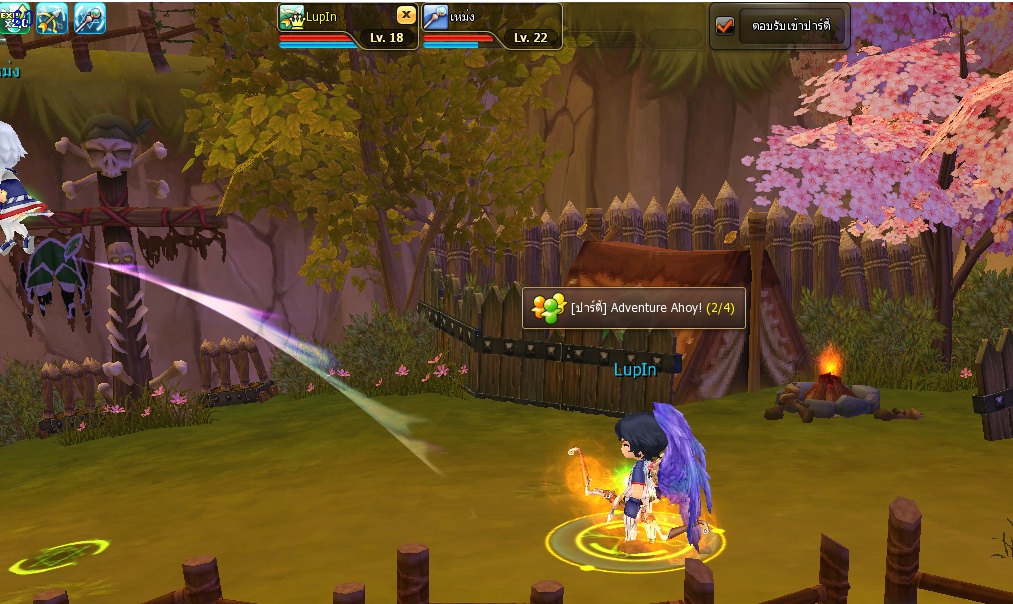 LupIn
Lv. 18
เหม่ง
Lv. 22
ตอบรับเข้าปาร์ตี้
[ปาร์ตี้] Adventure Ahoy! (2/4)
LupIn